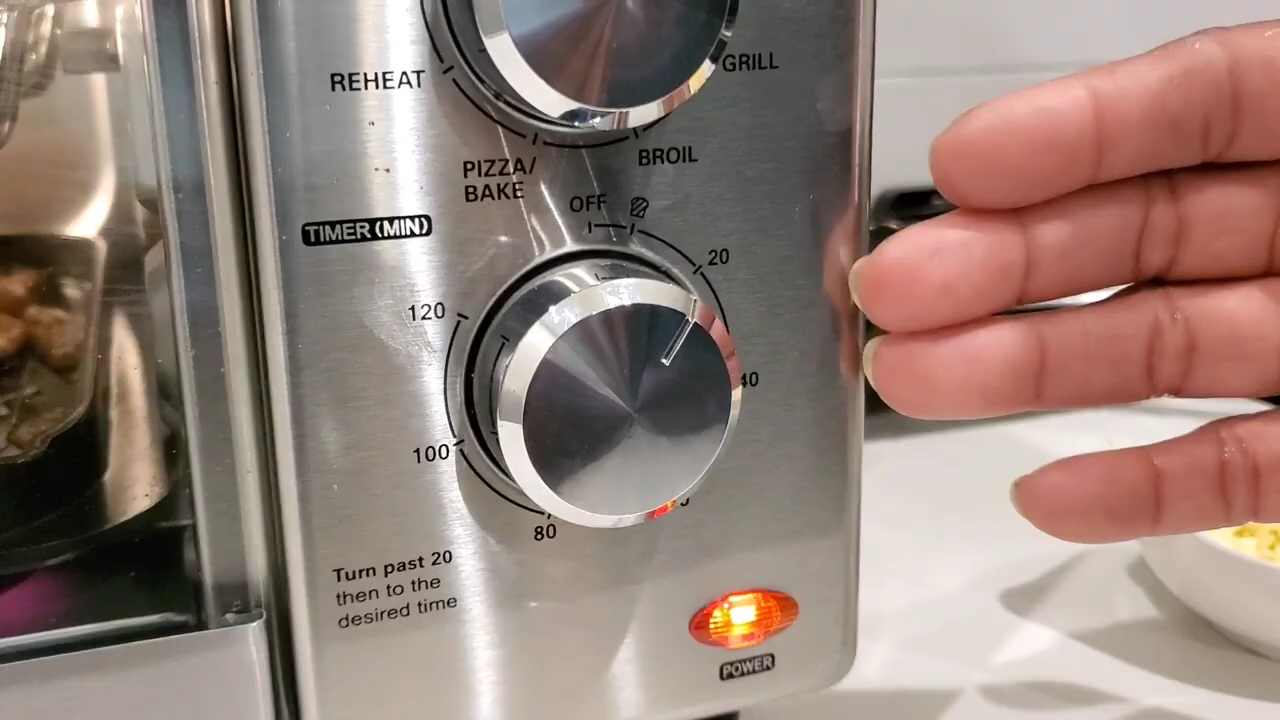 REHEAT
GRILL
PIZZA/
BAKE
BROIL
TIMER (MIN)
OFF
20
120
40
100
80
Turn past 20
then to the
desired time
POWER